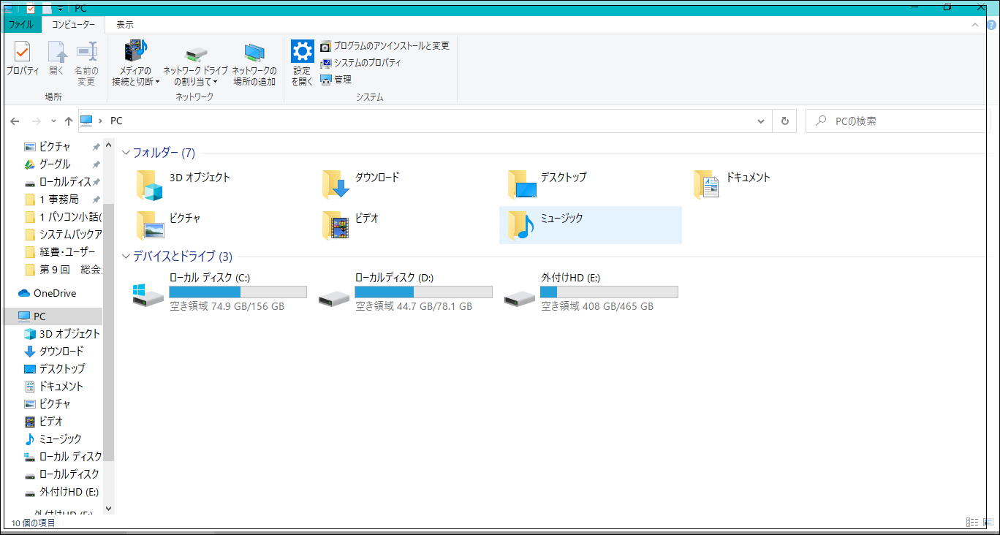 PC
ファイル
コンピューター
表示
プロパティ
開く
名前の
変更
場所
メディアの
接続と切断
ネットワーク ドライブ
の割り当て
ネットワークの
場所の追加
ネットワーク
設定
を開く
プログラムのアンインストールと変更
システムのプロパティ
管理
システム
PC
PCの検索
ピクチャ
グーグル
ローカルディス
1 事務局
1 パソコン小話(
システムバックア
経費・ユーザー
第９回　総会
OneDrive
PC
3D オブジェクト
ダウンロード
デスクトップ
ドキュメント
ピクチャ
ビデオ
ミュージック
ローカル ディスク
ローカルディスク
外付けHD (E:)
外付けHD (E:)
フォルダー (7)
3D オブジェクト
ダウンロード
デスクトップ
ドキュメント
ピクチャ
ビデオ
ミュージック
デバイスとドライブ (3)
ローカル ディスク (C:)
空き領域 74.9 GB/156 GB
ローカルディスク (D:)
空き領域 44.7 GB/78.1 GB
外付けHD (E:)
空き領域 408 GB/465 GB
10 個の項目